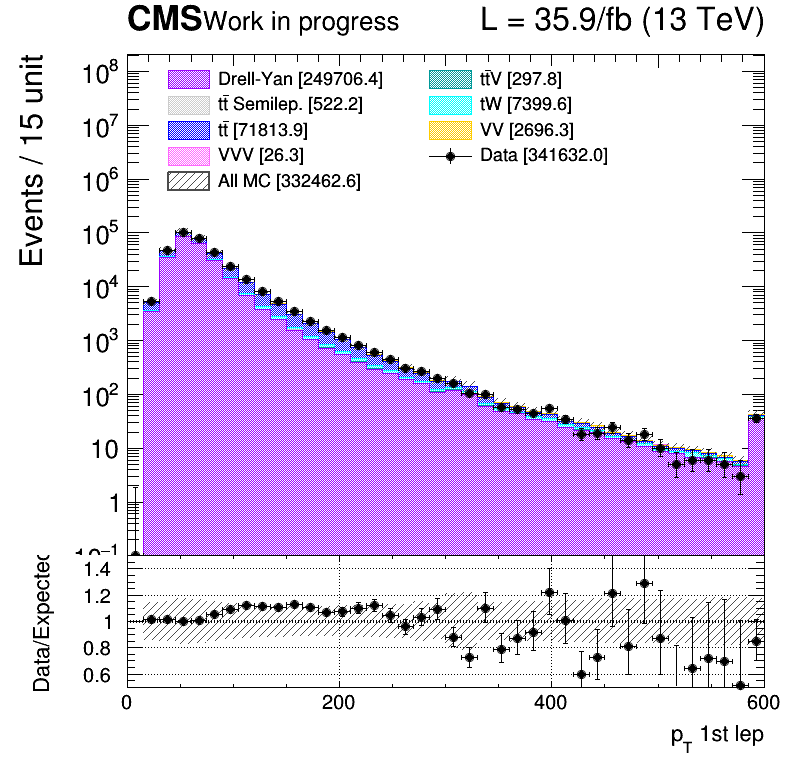 CMS Work in progress L = 35.9/fb (13 TeV)
Events / 15 unit
Drell-Yan [249706.4] tt̄V [297.8]
tt̄ Semilep. [522.2] tW [7399.6]
tt̄ [71813.9] VV [2696.3]
VVV [26.3] Data [341632.0]
All MC [332462.6]
10⁸
10⁷
10⁶
10⁵
10⁴
10³
10²
10
1
10⁻¹
Data/Expected
1.4
1.2
1
0.8
0.6
0 200 400 600
p_T 1st lep